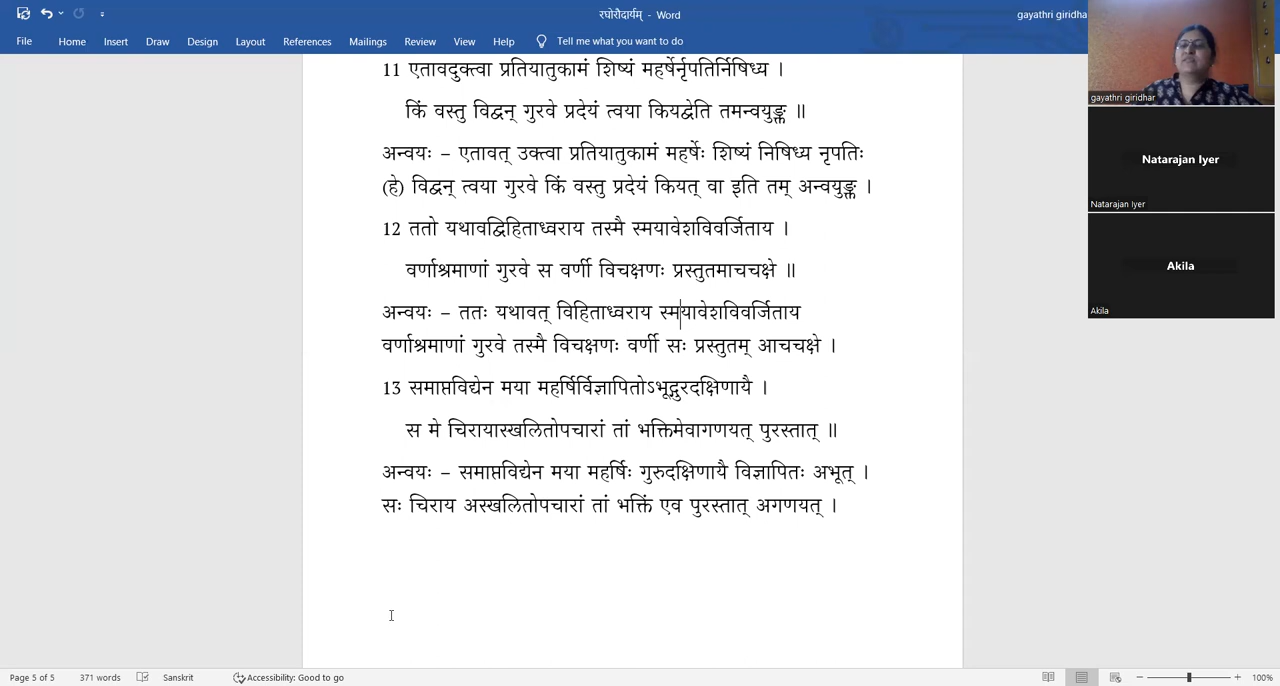 रघोरौदार्यम् - Word
gayathri giridha
File Home Insert Draw Design Layout References Mailings Review View Help Tell me what you want to do
11 एतावदुक्त्वा प्रतियातुकामं शिष्यं महर्षेर्नृपतिर्निषिध्य ।
किं वस्तु विद्वन् गुरवे प्रदेयं त्वया कियद्वेति तमन्वयुङ्क्त ॥
अन्वयः – एतावत् उक्त्वा प्रतियातुकामं महर्षेः शिष्यं निषिध्य नृपतिः
(हे) विद्वन् त्वया गुरवे किं वस्तु प्रदेयं कियत् वा इति तम् अन्वयुङ्क्त ।
12 ततो यथावद्विहिताध्वराय तस्मै स्मयावेशविवर्जिताय ।
वर्णाश्रमाणां गुरवे स वर्णी विचक्षणः प्रस्तुतमाचचक्षे ॥
अन्वयः – ततः यथावत् विहिताध्वराय स्मयावेशविवर्जिताय
वर्णाश्रमाणां गुरवे तस्मै विचक्षणः वर्णी सः प्रस्तुतम् आचचक्षे ।
13 समाप्तविद्येन मया महर्षिर्विज्ञापितोऽभूद्गुरदक्षिणायै ।
स मे चिरायास्खलितोपचारां तां भक्तिमेवागणयत् पुरस्तात् ॥
अन्वयः – समाप्तविद्येन मया महर्षिः गुरुदक्षिणायै विज्ञापितः अभूत् ।
सः चिराय अस्खलितोपचारां तां भक्तिं एव पुरस्तात् अगणयत् ।
gayathri giridhar
Natarajan Iyer
Natarajan Iyer
Akila
Akila
Page 5 of 5 371 words Sanskrit Accessibility: Good to go 100%